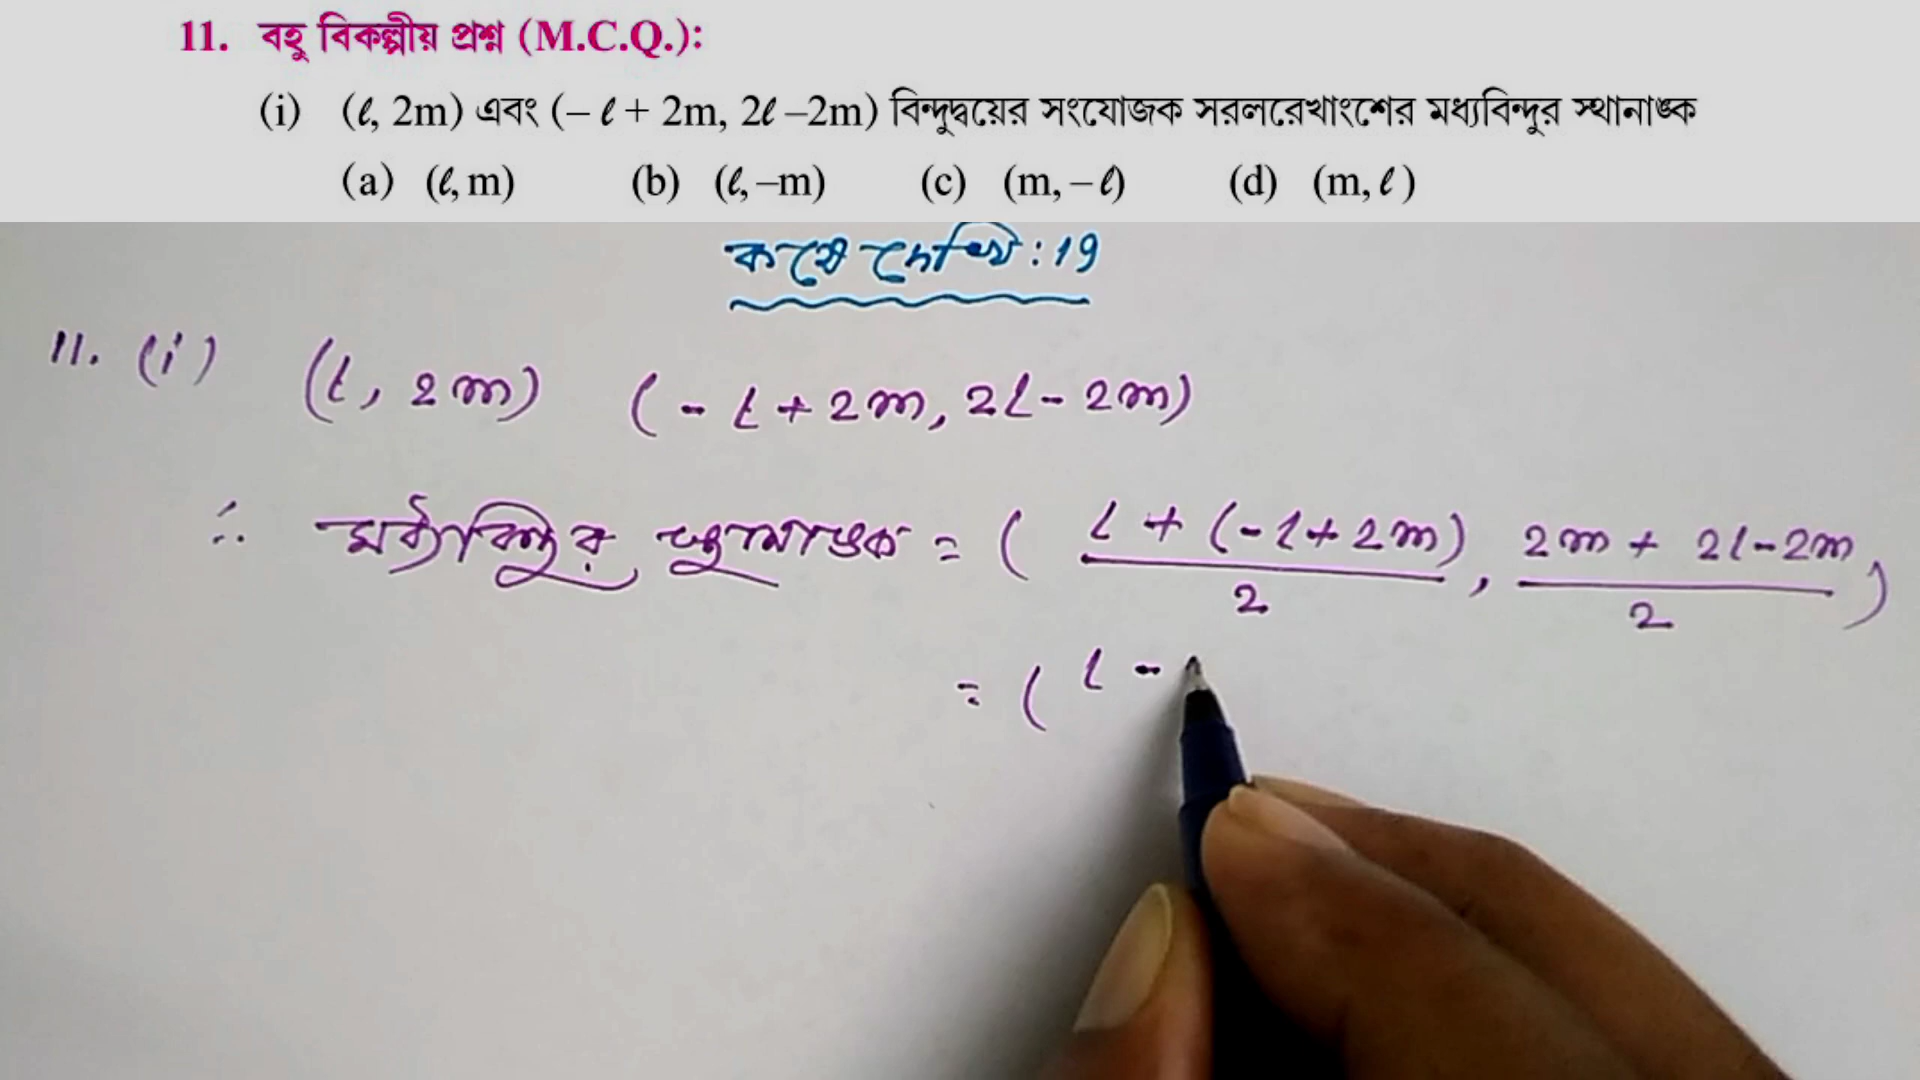 11. বহু বিকল্পীয় প্রশ্ন (M.C.Q.):
(i) (ℓ, 2m) এবং (– ℓ + 2m, 2ℓ –2m) বিন্দুদ্বয়ের সংযোজক সরলরেখাংশের মধ্যবিন্দুর স্থানাঙ্ক
(a) (ℓ, m) (b) (ℓ, –m) (c) (m, – ℓ) (d) (m, ℓ )
কষে দেখি : 19
11. (i) (l, 2m) (- l + 2m, 2l - 2m)
∴ মধ্যবিন্দুর স্থানাঙ্ক = ( l + (-l + 2m) / 2 , 2m + 2l - 2m / 2 )
= ( l -